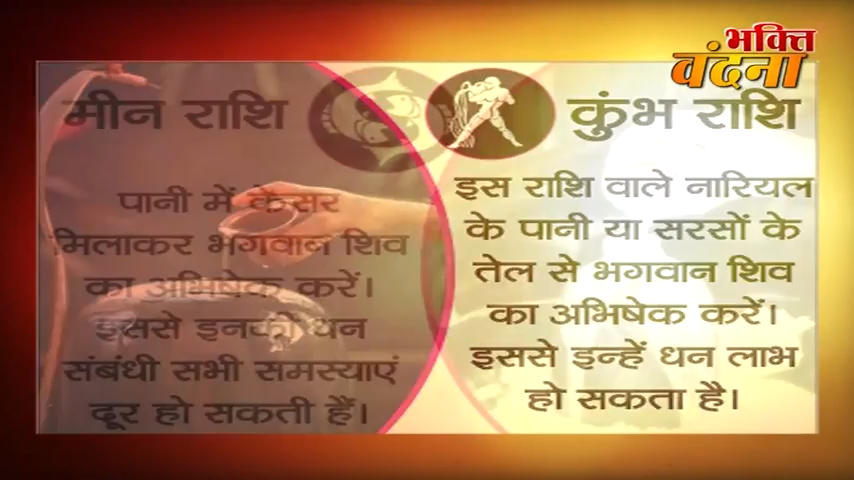 भक्ति
वंदना
मीन राशि
पानी में केसर
मिलाकर भगवान शिव
का अभिषेक करें।
इससे इनकी धन
संबंधी सभी समस्याएं
दूर हो सकती हैं।
कुंभ राशि
इस राशि वाले नारियल
के पानी या सरसों के
तेल से भगवान शिव
का अभिषेक करें।
इससे इन्हें धन लाभ
हो सकता है।